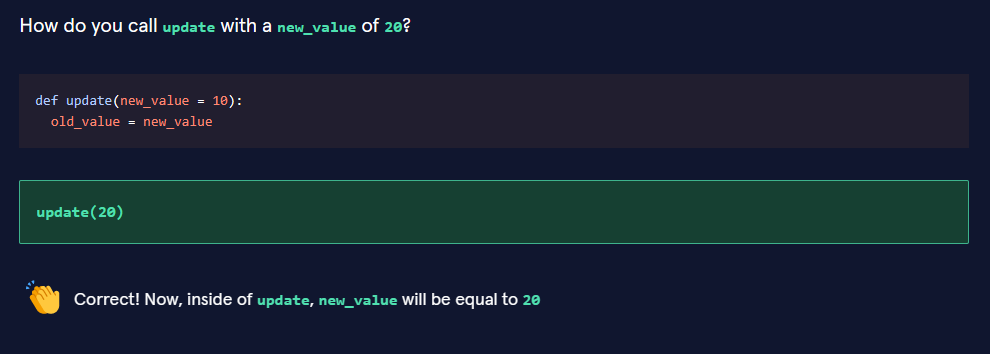 How do you call update with a new_value of 20?
def update(new_value = 10):
  old_value = new_value
update(20)
Correct! Now, inside of update, new_value will be equal to 20